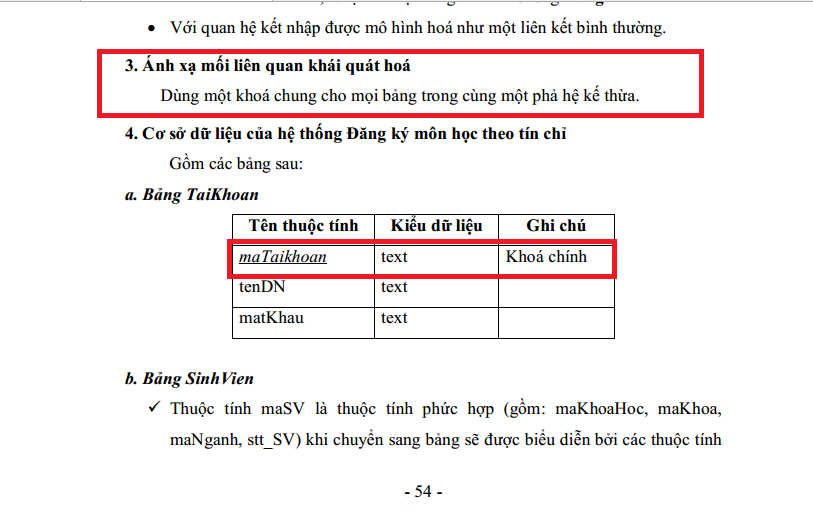 • Với quan hệ kết nhập được mô hình hoá như một liên kết bình thường.
3. Ánh xạ mối liên quan khái quát hoá
Dùng một khoá chung cho mọi bảng trong cùng một phả hệ kế thừa.
4. Cơ sở dữ liệu của hệ thống Đăng ký môn học theo tín chỉ
Gồm các bảng sau:
a. Bảng TaiKhoan
Tên thuộc tính Kiểu dữ liệu Ghi chú
maTaikhoan text Khoá chính
tenDN text
matKhau text
b. Bảng SinhVien
✓ Thuộc tính maSV là thuộc tính phức hợp (gồm: maKhoaHoc, maKhoa,
maNganh, stt_SV) khi chuyển sang bảng sẽ được biểu diễn bởi các thuộc tính
- 54 -